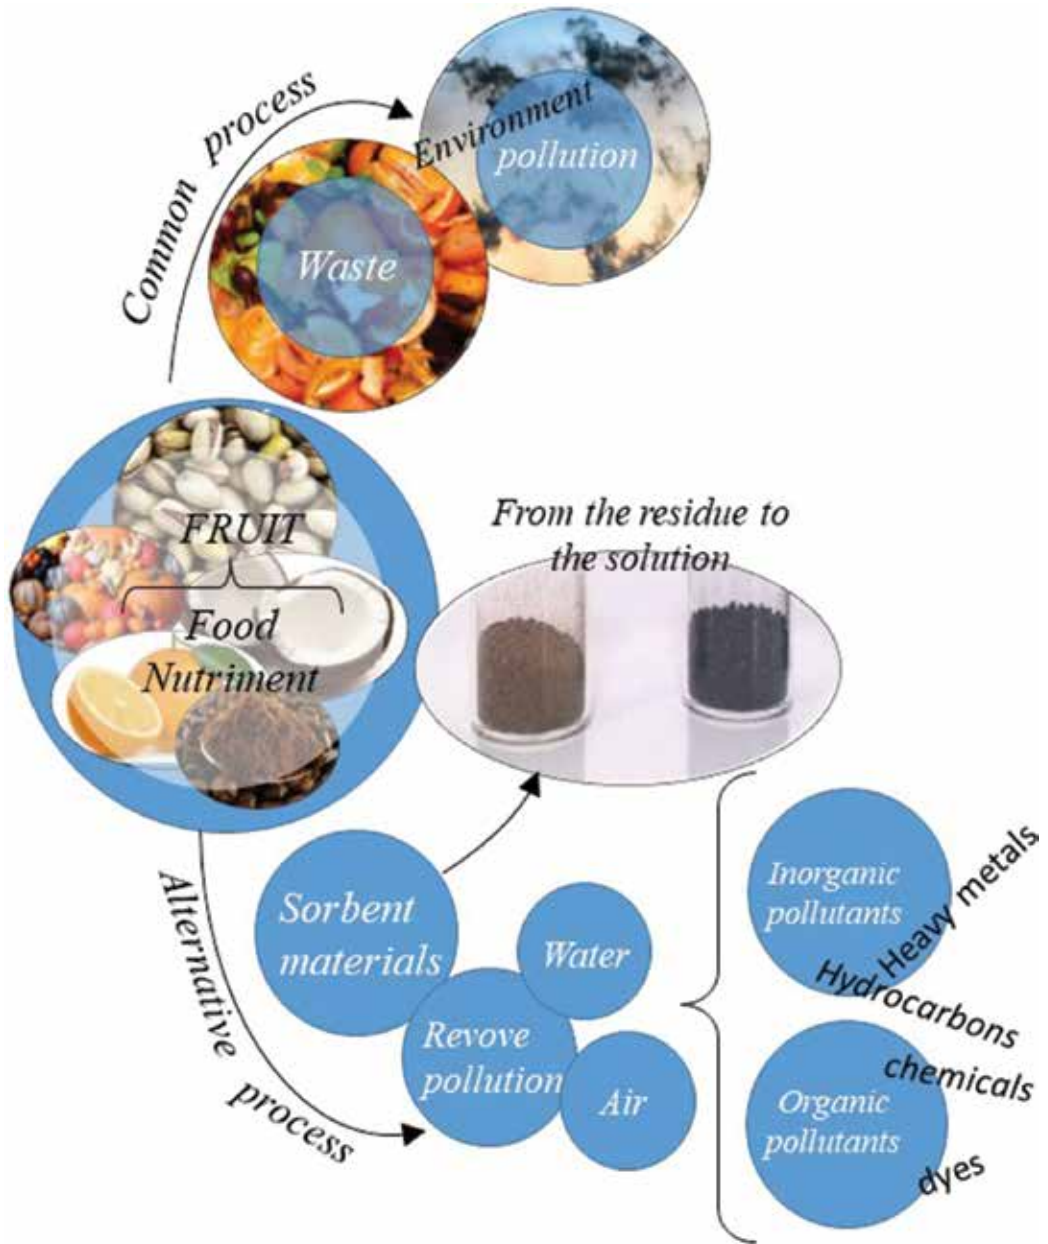 Common process
Environment
pollution
Waste
FRUIT
Food
Nutriment
From the residue to
the solution
Alternative process
Sorbent
materials
Water
Revove
pollution
Air
Inorganic
pollutants
Heavy metals
Hydrocarbons
chemicals
Organic
pollutants
dyes